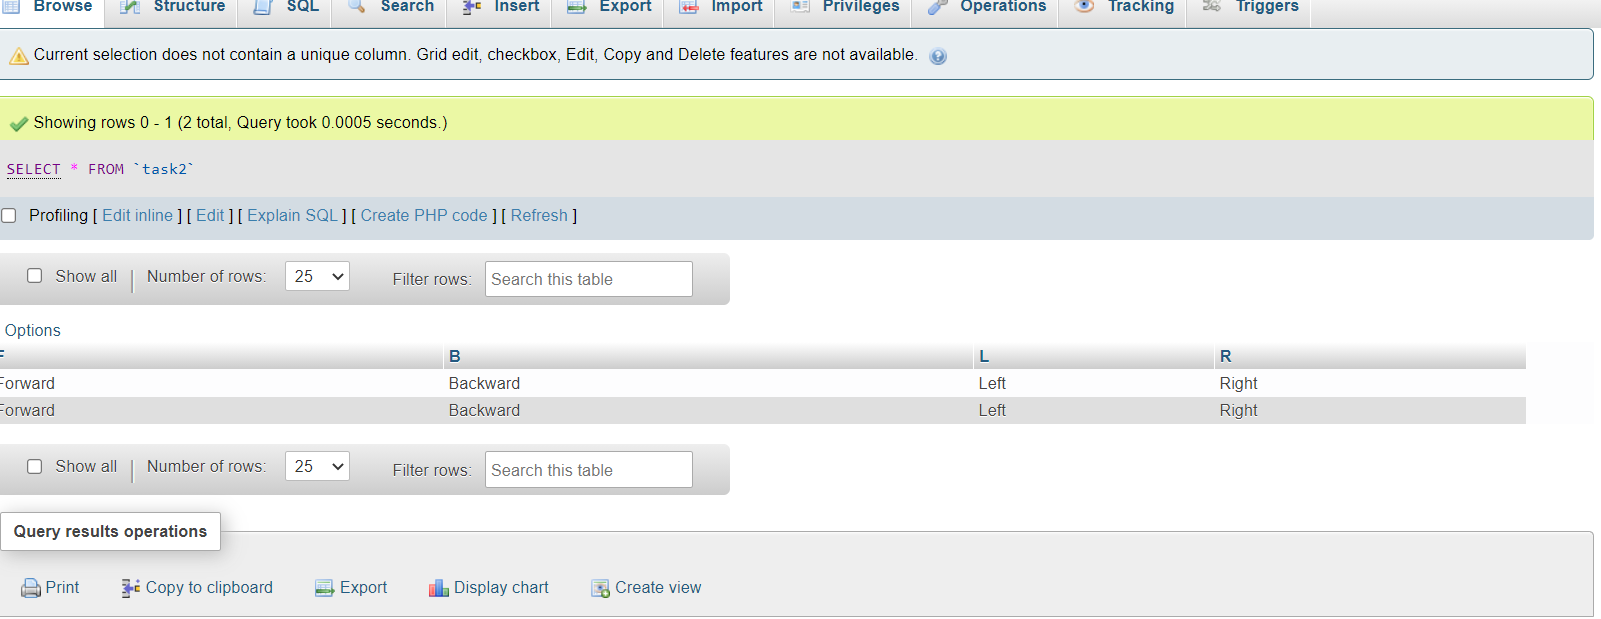 Browse Structure SQL Search Insert Export Import Privileges Operations Tracking Triggers
Current selection does not contain a unique column. Grid edit, checkbox, Edit, Copy and Delete features are not available.
Showing rows 0 - 1 (2 total, Query took 0.0005 seconds.)
SELECT * FROM `task2`
Profiling [ Edit inline ] [ Edit ] [ Explain SQL ] [ Create PHP code ] [ Refresh ]
Show all | Number of rows: 25 Filter rows: Search this table
Options
F B L R
Forward Backward Left Right
Forward Backward Left Right
Show all | Number of rows: 25 Filter rows: Search this table
Query results operations
Print Copy to clipboard Export Display chart Create view